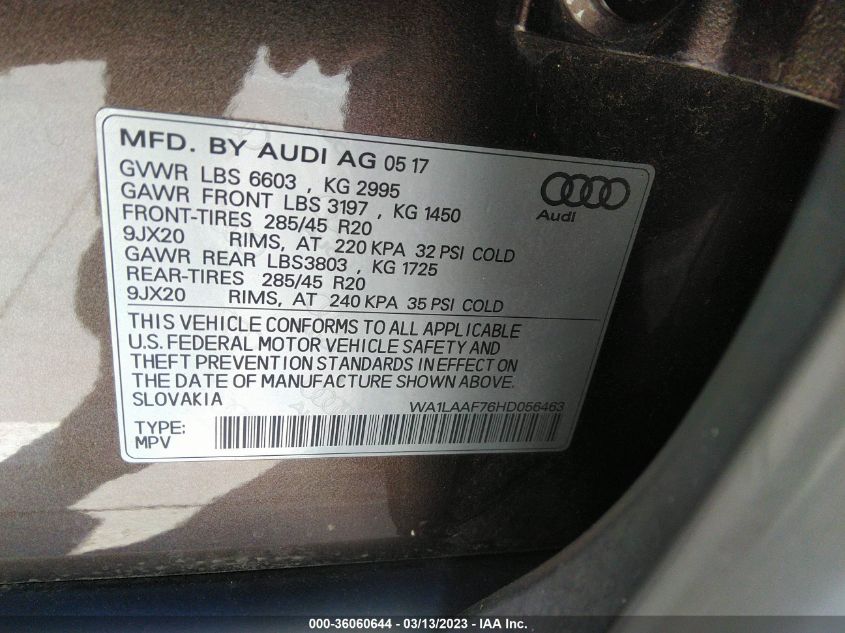 MFD. BY AUDI AG 05 17
GVWR LBS 6603 , KG 2995
GAWR FRONT LBS 3197 , KG 1450
FRONT-TIRES 285/45 R20
9JX20 RIMS, AT 220 KPA 32 PSI COLD
GAWR REAR LBS3803 , KG 1725
REAR-TIRES 285/45 R20
9JX20 RIMS, AT 240 KPA 35 PSI COLD
Audi
THIS VEHICLE CONFORMS TO ALL APPLICABLE
U.S. FEDERAL MOTOR VEHICLE SAFETY AND
THEFT PREVENTION STANDARDS IN EFFECT ON
THE DATE OF MANUFACTURE SHOWN ABOVE.
SLOVAKIA WA1LAAF76HD056463
TYPE:
MPV
000-36060644 - 03/13/2023 - IAA Inc.